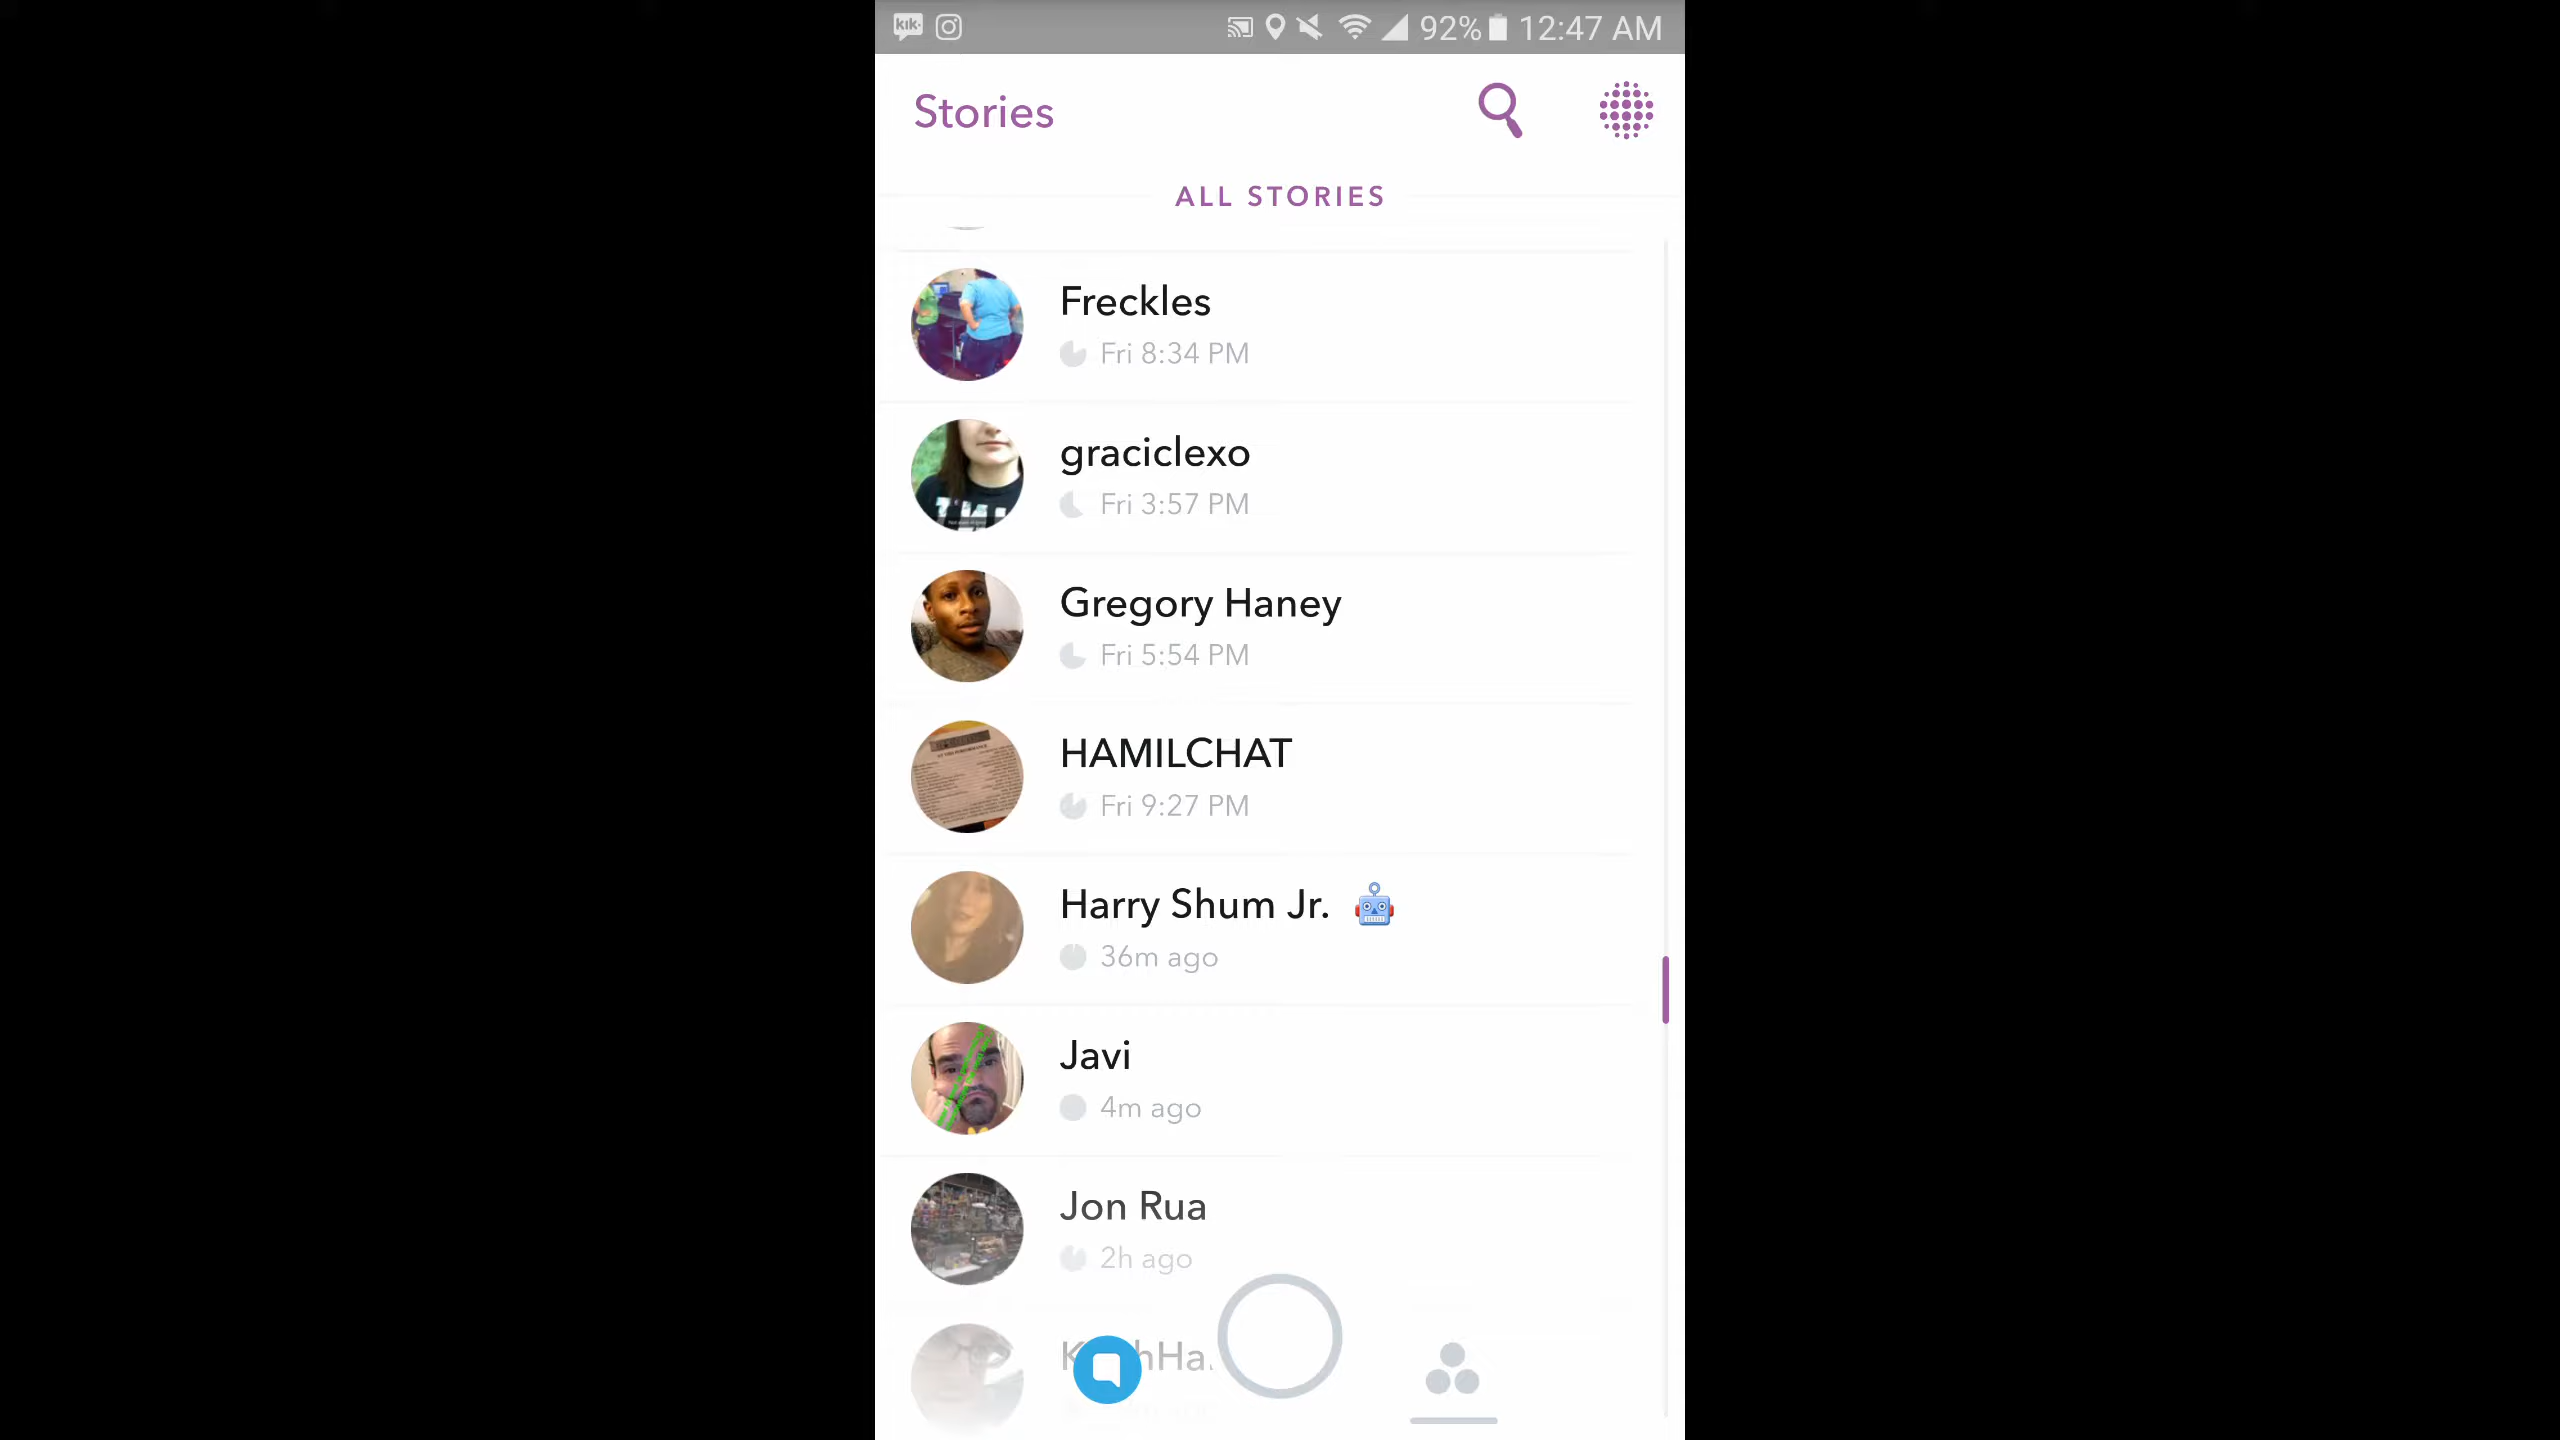 kik.
92% 12:47 AM
Stories
ALL STORIES
Freckles
Fri 8:34 PM
graciclexo
Fri 3:57 PM
Gregory Haney
Fri 5:54 PM
HAMILCHAT
Fri 9:27 PM
Harry Shum Jr.
36m ago
Javi
4m ago
Jon Rua
2h ago